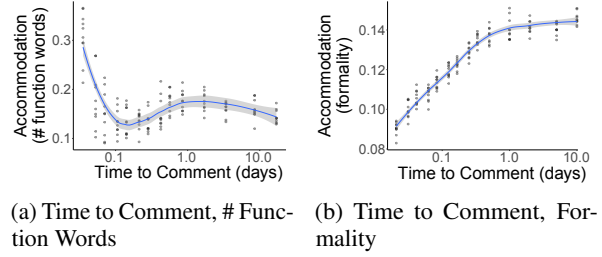 Accommodation
(# function words)
0.3
0.2
0.1
0.1
1.0
10.0
Time to Comment (days)
Accommodation
(formality)
0.14
0.12
0.10
0.08
0.1
1.0
10.0
Time to Comment (days)
(a) Time to Comment, # Func-
tion Words
(b) Time to Comment, For-
mality